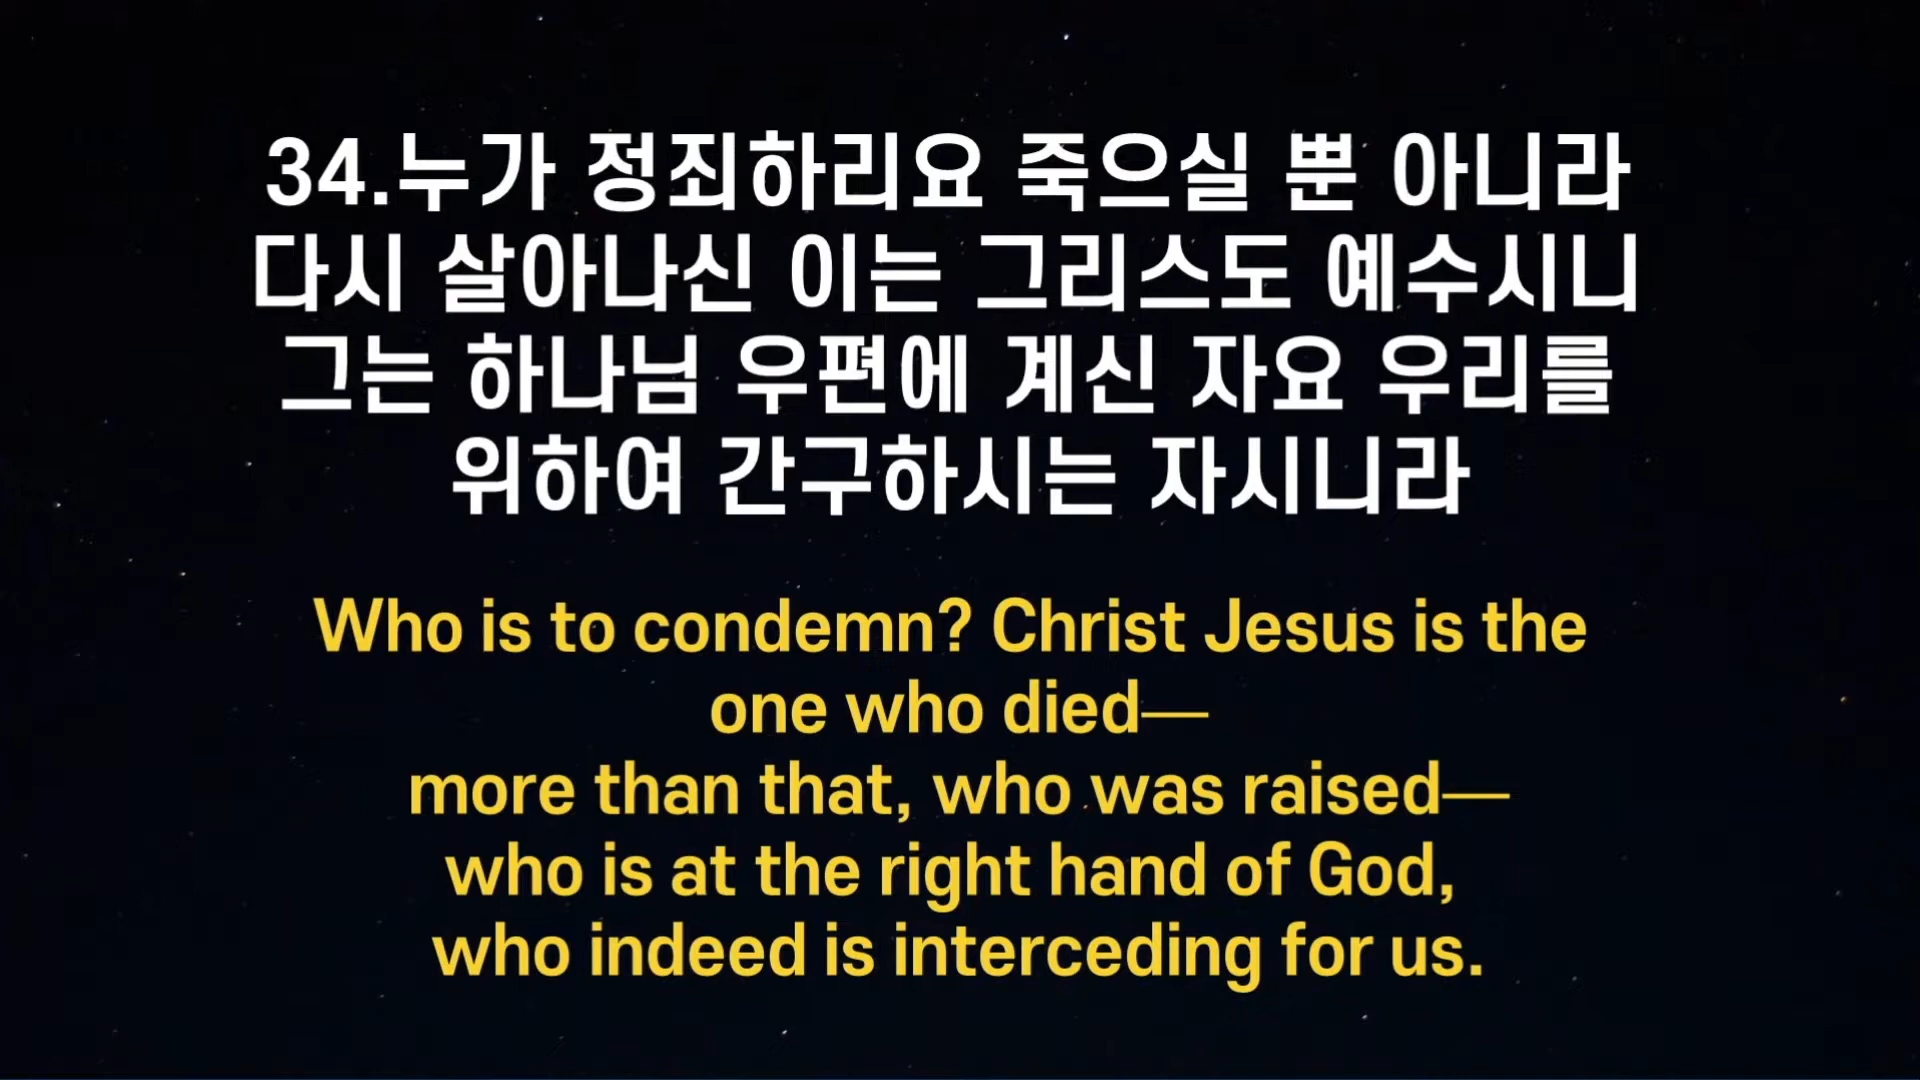 34.누가 정죄하리요 죽으실 뿐 아니라
다시 살아나신 이는 그리스도 예수시니
그는 하나님 우편에 계신 자요 우리를
위하여 간구하시는 자시니라
Who is to condemn? Christ Jesus is the
one who died—
more than that, who was raised—
who is at the right hand of God,
who indeed is interceding for us.